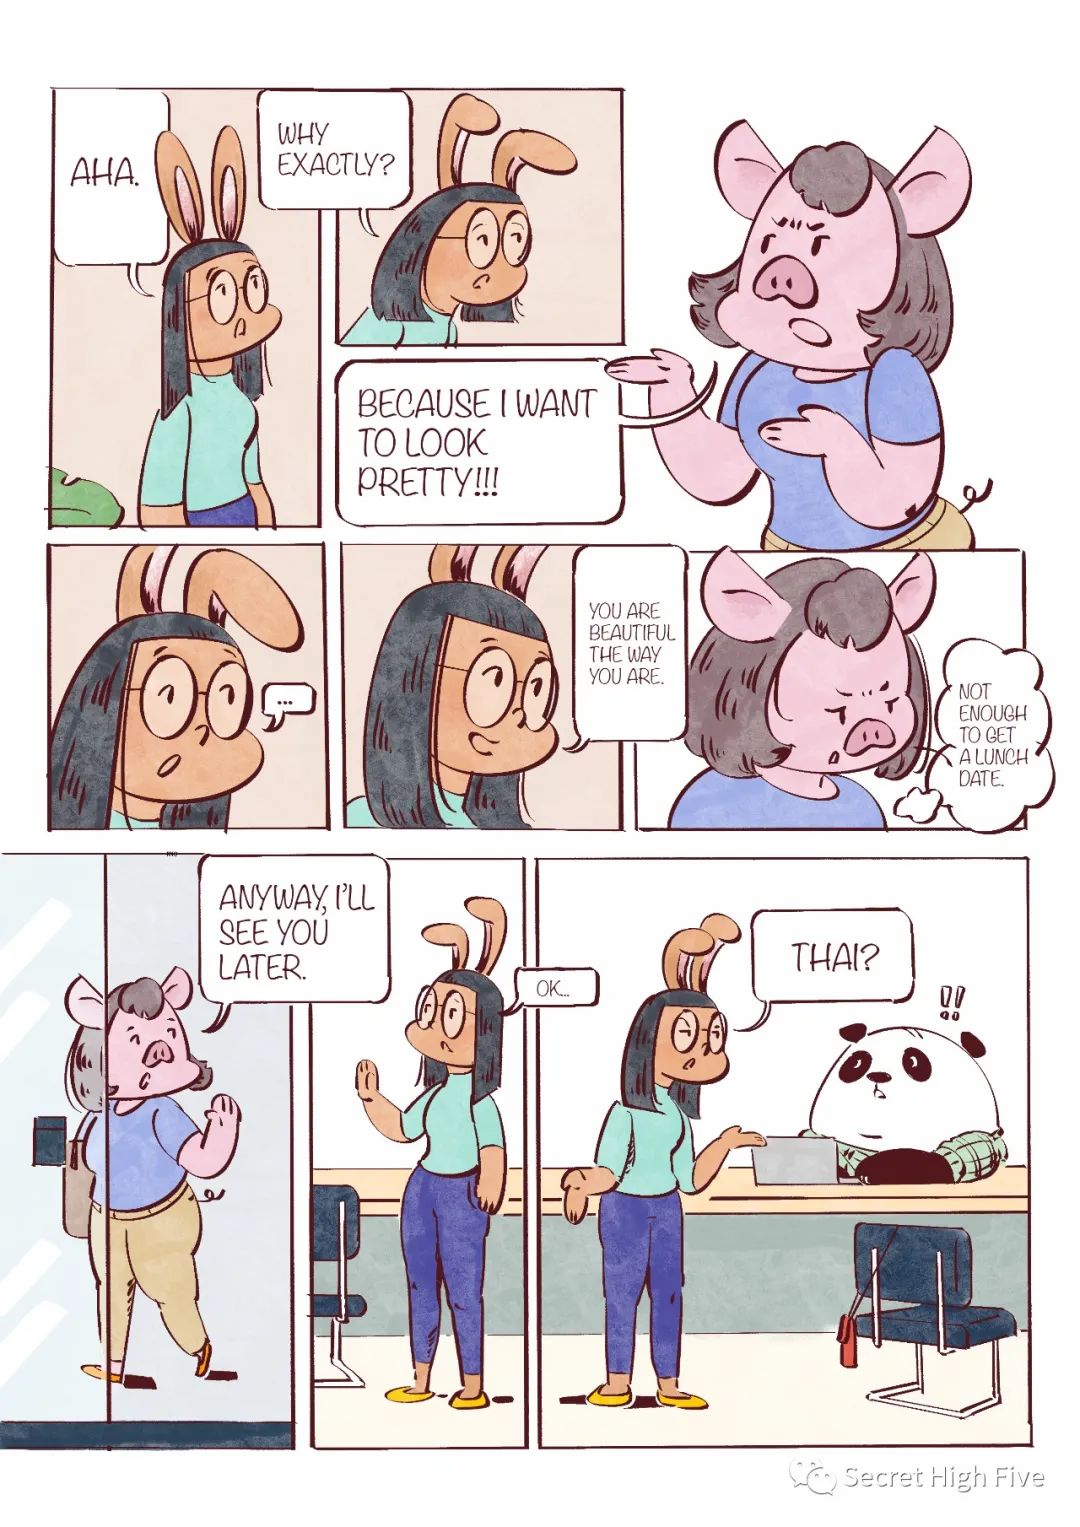 AHA.
WHY
EXACTLY?
BECAUSE I WANT
TO LOOK
PRETTY!!!
...
YOU ARE
BEAUTIFUL
THE WAY
YOU ARE.
NOT
ENOUGH
TO GET
A LUNCH
DATE.
ANYWAY, I'LL
SEE YOU
LATER.
OK...
THAI?
!!
Secret High Five